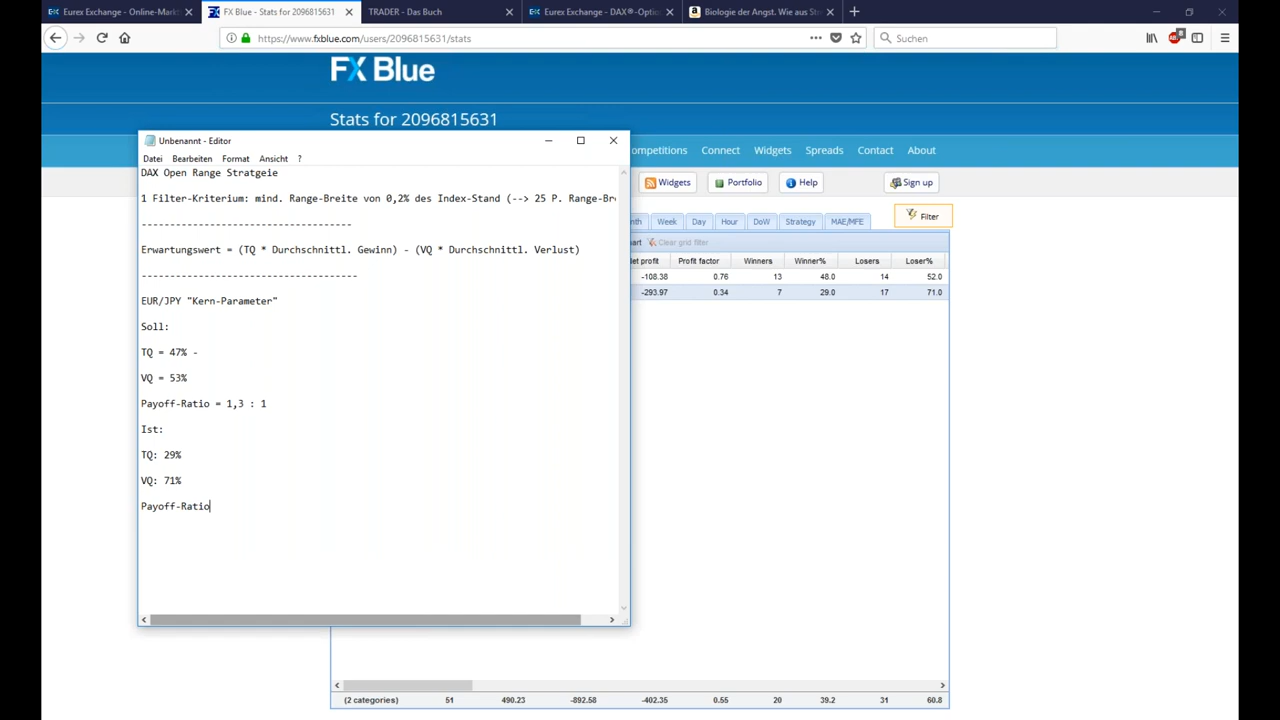 Eurex Exchange - Online-Markt
FX Blue - Stats for 2096815631
TRADER - Das Buch
Eurex Exchange - DAX®-Optio
Biologie der Angst. Wie aus St
https://www.fxblue.com/users/2096815631/stats
Suchen
FX Blue
Stats for 2096815631
ompetitions Connect Widgets Spreads Contact About
Widgets Portfolio Help Sign up
nth Week Day Hour DoW Strategy MAE/MFE Filter
art Clear grid filter
et profit Profit factor Winners Winner% Losers Loser%
-108.38 0.76 13 48.0 14 52.0
-293.97 0.34 7 29.0 17 71.0
(2 categories) 51 490.23 -892.58 -402.35 0.55 20 39.2 31 60.8
Unbenannt - Editor
Datei Bearbeiten Format Ansicht ?
DAX Open Range Stratgeie
1 Filter-Kriterium: mind. Range-Breite von 0,2% des Index-Stand (--> 25 P. Range-Br
-------------------------------------
Erwartungswert = (TQ * Durchschnittl. Gewinn) - (VQ * Durchschnittl. Verlust)
--------------------------------------
EUR/JPY "Kern-Parameter"
Soll:
TQ = 47% -
VQ = 53%
Payoff-Ratio = 1,3 : 1
Ist:
TQ: 29%
VQ: 71%
Payoff-Ratio